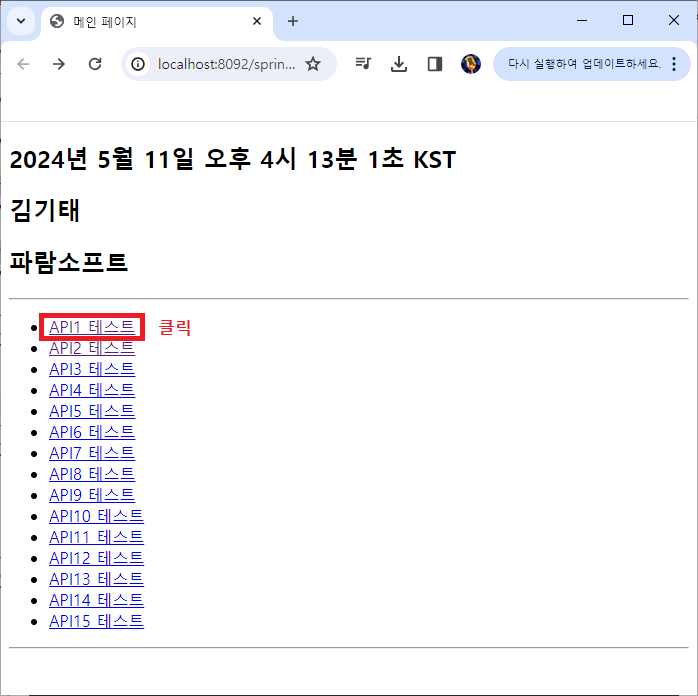 메인 페이지
localhost:8092/sprin...
다시 실행하여 업데이트하세요.
2024년 5월 11일 오후 4시 13분 1초 KST
김기태
파람소프트
API1 테스트 클릭
API2 테스트
API3 테스트
API4 테스트
API5 테스트
API6 테스트
API7 테스트
API8 테스트
API9 테스트
API10 테스트
API11 테스트
API12 테스트
API13 테스트
API14 테스트
API15 테스트